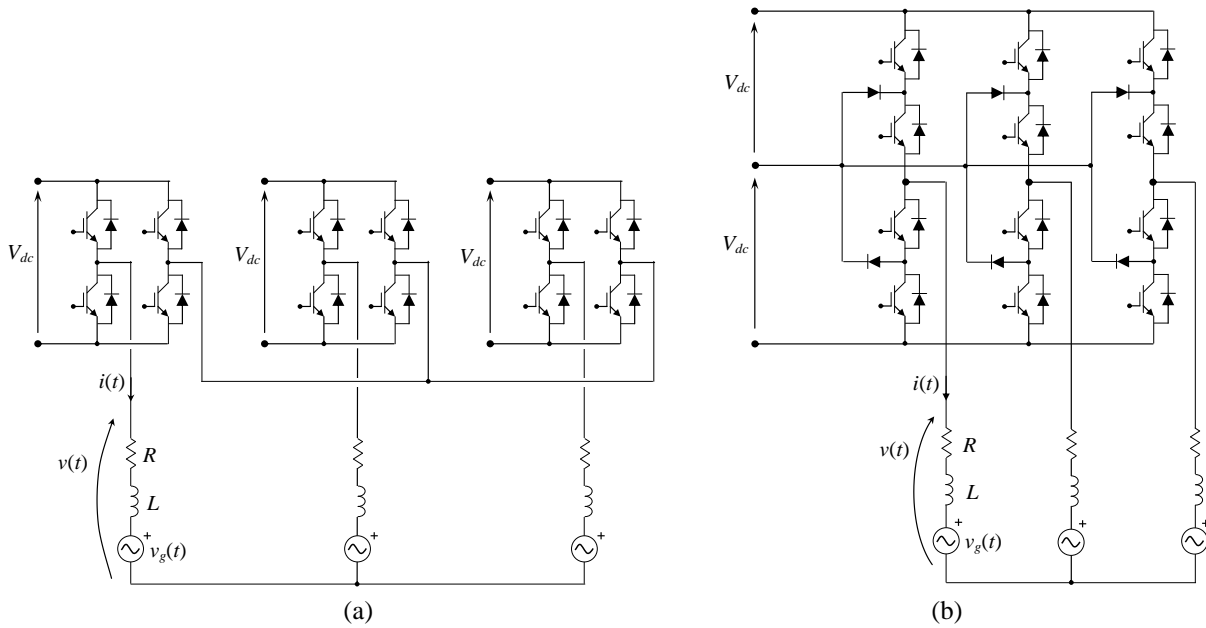 V_dc
V_dc
V_dc
i(t)
v(t)
R
L
+
v_g(t)
+
+
(a)
V_dc
V_dc
i(t)
v(t)
R
L
+
v_g(t)
+
+
(b)